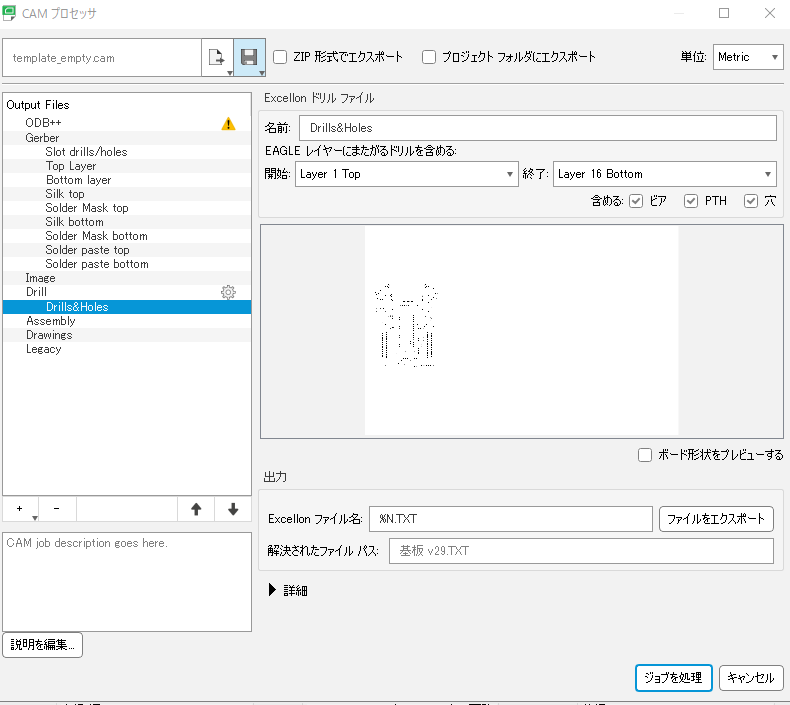 CAM プロセッサ
template_empty.cam
ZIP 形式でエクスポート
プロジェクト フォルダにエクスポート
単位:
Metric
Output Files
ODB++
Gerber
Slot drills/holes
Top Layer
Bottom layer
Silk top
Solder Mask top
Silk bottom
Solder Mask bottom
Solder paste top
Solder paste bottom
Image
Drill
Drills&Holes
Assembly
Drawings
Legacy
+
-
CAM job description goes here.
説明を編集...
Excellon ドリル ファイル
名前:
Drills&Holes
EAGLE レイヤーにまたがるドリルを含める:
開始:
Layer 1 Top
終了:
Layer 16 Bottom
含める:
ビア
PTH
穴
ボード形状をプレビューする
出力
Excellon ファイル名:
%N.TXT
ファイルをエクスポート
解決されたファイル パス:
基板 v29.TXT
詳細
ジョブを処理
キャンセル